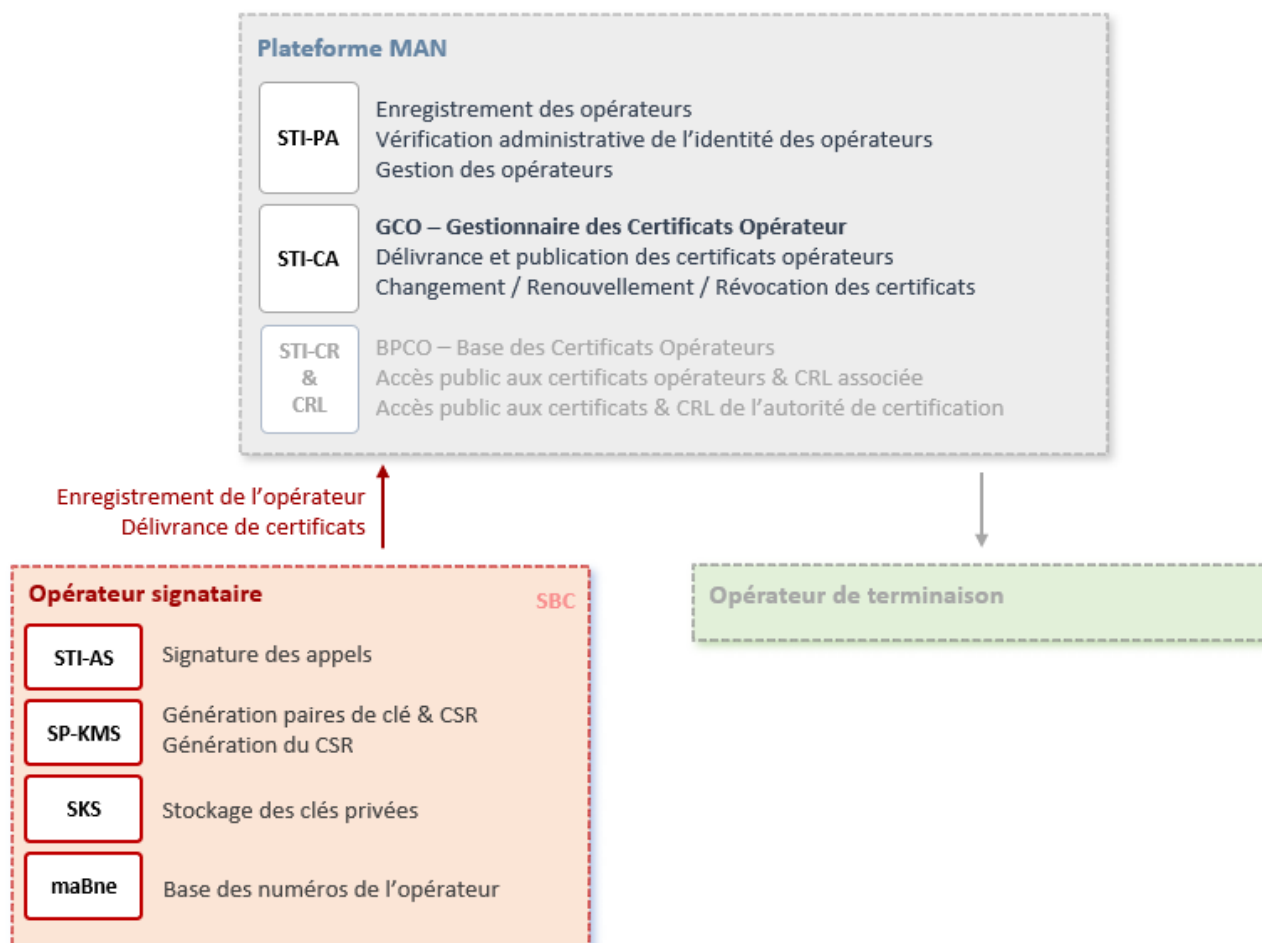 Plateforme MAN
STI-PA
Enregistrement des opérateurs
Vérification administrative de l’identité des opérateurs
Gestion des opérateurs
STI-CA
GCO – Gestionnaire des Certificats Opérateur
Délivrance et publication des certificats opérateurs
Changement / Renouvellement / Révocation des certificats
STI-CR
&
CRL
BPCO – Base des Certificats Opérateurs
Accès public aux certificats opérateurs & CRL associée
Accès public aux certificats & CRL de l’autorité de certification
Enregistrement de l’opérateur
Délivrance de certificats
Opérateur signataire
SBC
STI-AS
Signature des appels
SP-KMS
Génération paires de clé & CSR
Génération du CSR
SKS
Stockage des clés privées
maBne
Base des numéros de l’opérateur
Opérateur de terminaison